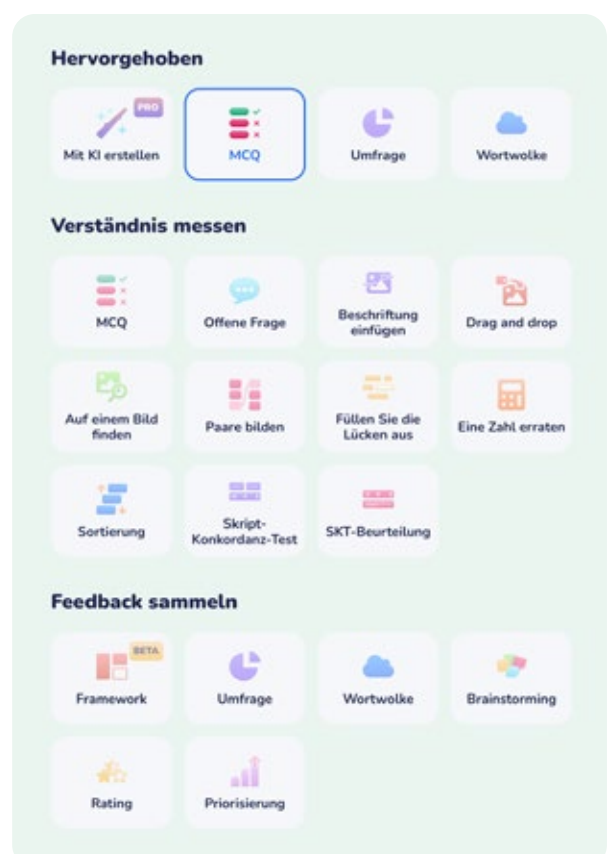 Hervorgehoben
PRO
Mit KI erstellen
MCQ
Umfrage
Wortwolke
Verständnis messen
MCQ
Offene Frage
Beschriftung
einfügen
Drag and drop
Auf einem Bild
finden
Paare bilden
Füllen Sie die
Lücken aus
Eine Zahl erraten
Sortierung
Skript-
Konkordanz-Test
SKT-Beurteilung
Feedback sammeln
BETA
Framework
Umfrage
Wortwolke
Brainstorming
Rating
Priorisierung